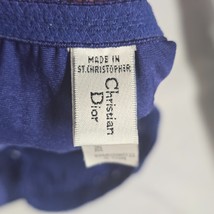 MADE IN
ST. CHRISTOPHER
Christian
Dior